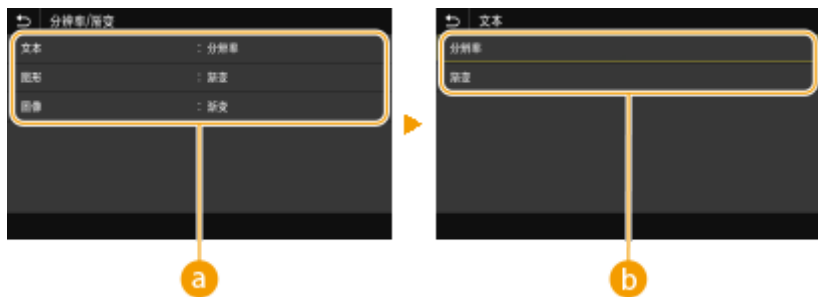 分辨率/渐变
文本 : 分辨率
图形 : 渐变
图像 : 渐变
a
文本
分辨率
渐变
b